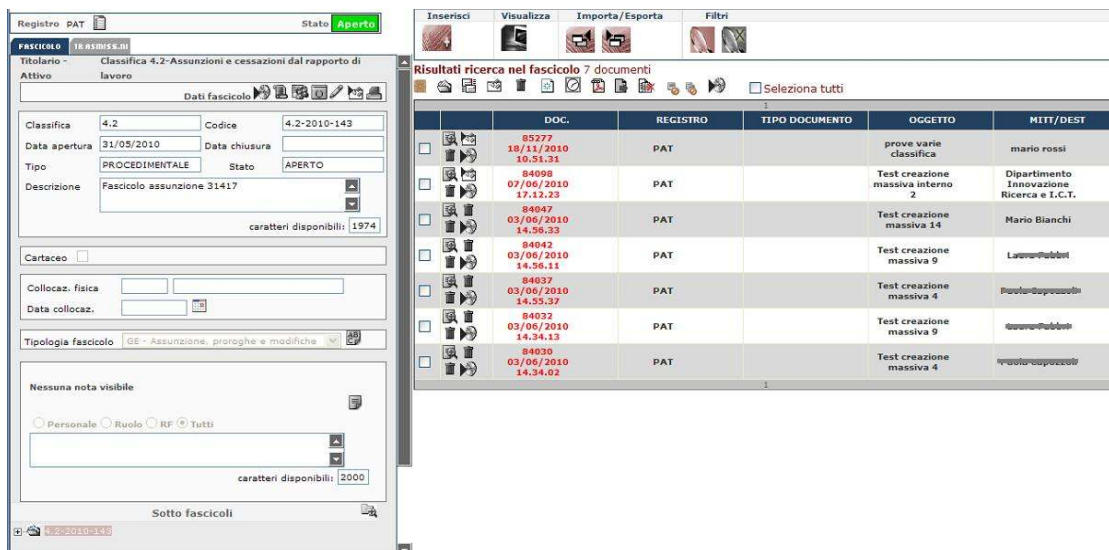 Registro PAT Stato Aperto
FASCICOLO TRASMISS.NI
Titolario - Classifica 4.2-Assunzioni e cessazioni dal rapporto di
Attivo lavoro
Dati fascicolo
Classifica 4.2 Codice 4.2-2010-143
Data apertura 31/05/2010 Data chiusura
Tipo PROCEDIMENTALE Stato APERTO
Descrizione Fascicolo assunzione 31417
caratteri disponibili: 1974
Cartaceo
Collocaz. fisica
Data collocaz.
Tipologia fascicolo GE - Assunzione, proroghe e modifiche
Nessuna nota visibile
Personale Ruolo RF Tutti
caratteri disponibili: 2000
Sotto fascicoli
4.2-2010-143
Inserisci Visualizza Importa/Esporta Filtri
Risultati ricerca nel fascicolo 7 documenti
Seleziona tutti
1
DOC. REGISTRO TIPO DOCUMENTO OGGETTO MITT/DEST
85277
18/11/2010
10.51.31
PAT
prove varie
classifica
mario rossi
84098
07/06/2010
17.12.23
PAT
Test creazione
massiva interno
2
Dipartimento
Innovazione
Ricerca e I.C.T.
84047
03/06/2010
14.56.33
PAT
Test creazione
massiva 14
Mario Bianchi
84042
03/06/2010
14.56.11
PAT
Test creazione
massiva 9
84037
03/06/2010
14.55.37
PAT
Test creazione
massiva 4
84032
03/06/2010
14.34.13
PAT
Test creazione
massiva 9
84030
03/06/2010
14.34.02
PAT
Test creazione
massiva 4
1